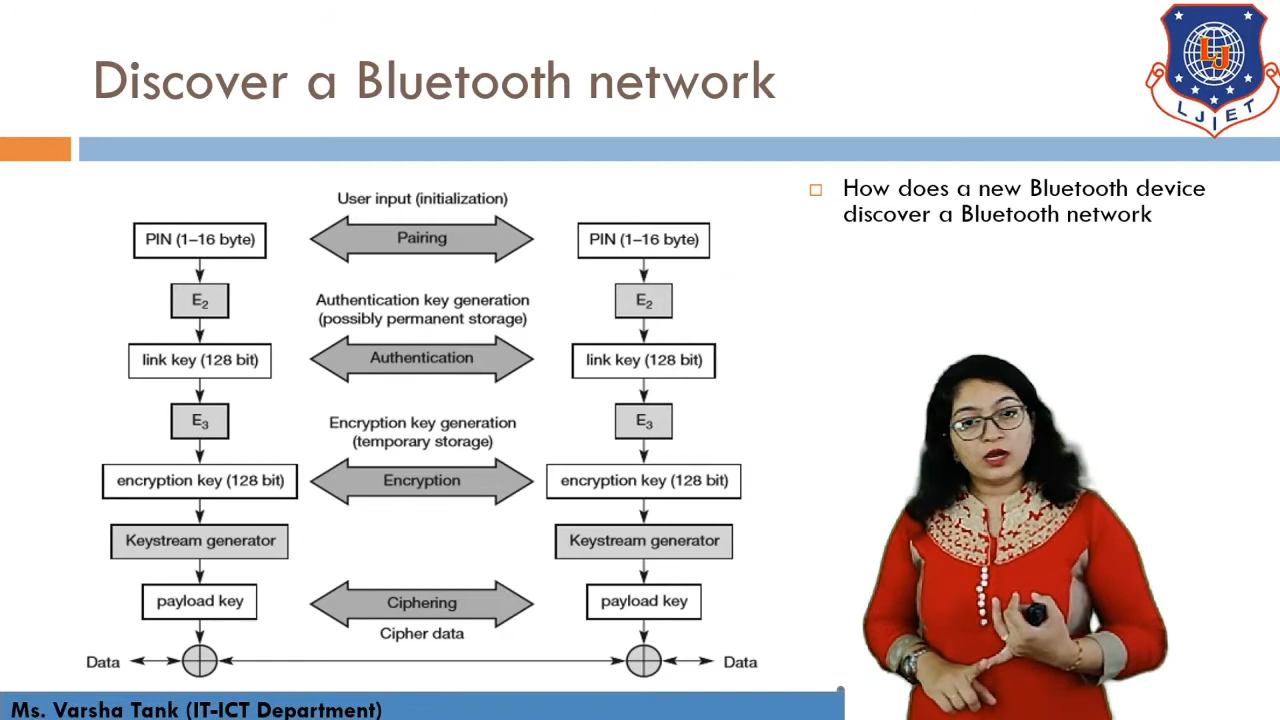 Discover a Bluetooth network
LJ
LJIET
How does a new Bluetooth device
discover a Bluetooth network
User input (initialization)
PIN (1–16 byte)
Pairing
PIN (1–16 byte)
E2
Authentication key generation
(possibly permanent storage)
E2
link key (128 bit)
Authentication
link key (128 bit)
E3
Encryption key generation
(temporary storage)
E3
encryption key (128 bit)
Encryption
encryption key (128 bit)
Keystream generator
Keystream generator
payload key
Ciphering
payload key
Cipher data
Data
Data
Ms. Varsha Tank (IT-ICT Department)